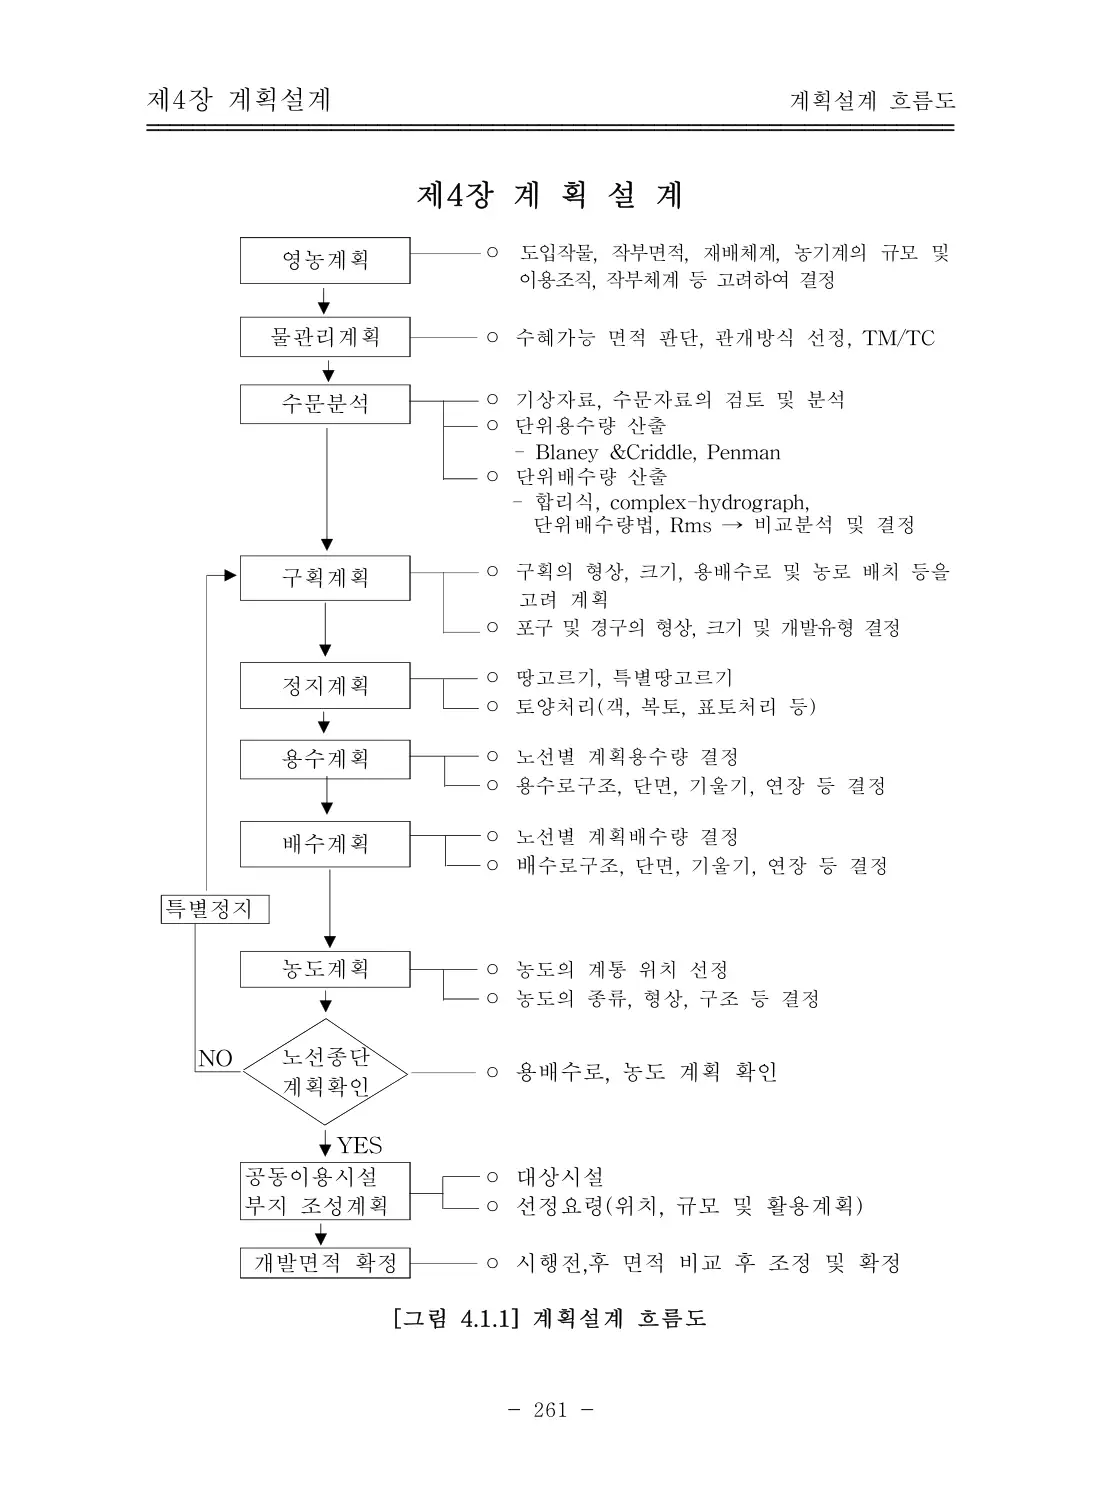 제4장 계획설계
계획설계 흐름도
제4장 계 획 설 계
영농계획
○ 도입작물, 작부면적, 재배체계, 농기계의 규모 및
이용조직, 작부체계 등 고려하여 결정
물관리계획
○ 수혜가능 면적 판단, 관개방식 선정, TM/TC
수문분석
○ 기상자료, 수문자료의 검토 및 분석
○ 단위용수량 산출
- Blaney &Criddle, Penman
○ 단위배수량 산출
- 합리식, complex-hydrograph,
단위배수량법, Rms → 비교분석 및 결정
구획계획
○ 구획의 형상, 크기, 용배수로 및 농로 배치 등을
고려 계획
○ 포구 및 경구의 형상, 크기 및 개발유형 결정
정지계획
○ 땅고르기, 특별땅고르기
○ 토양처리(객, 복토, 표토처리 등)
용수계획
○ 노선별 계획용수량 결정
○ 용수로구조, 단면, 기울기, 연장 등 결정
배수계획
○ 노선별 계획배수량 결정
○ 배수로구조, 단면, 기울기, 연장 등 결정
특별정지
농도계획
○ 농도의 계통 위치 선정
○ 농도의 종류, 형상, 구조 등 결정
NO
노선종단
계획확인
○ 용배수로, 농도 계획 확인
YES
공동이용시설
부지 조성계획
○ 대상시설
○ 선정요령(위치, 규모 및 활용계획)
개발면적 확정
○ 시행전,후 면적 비교 후 조정 및 확정
[그림 4.1.1] 계획설계 흐름도
- 261 -